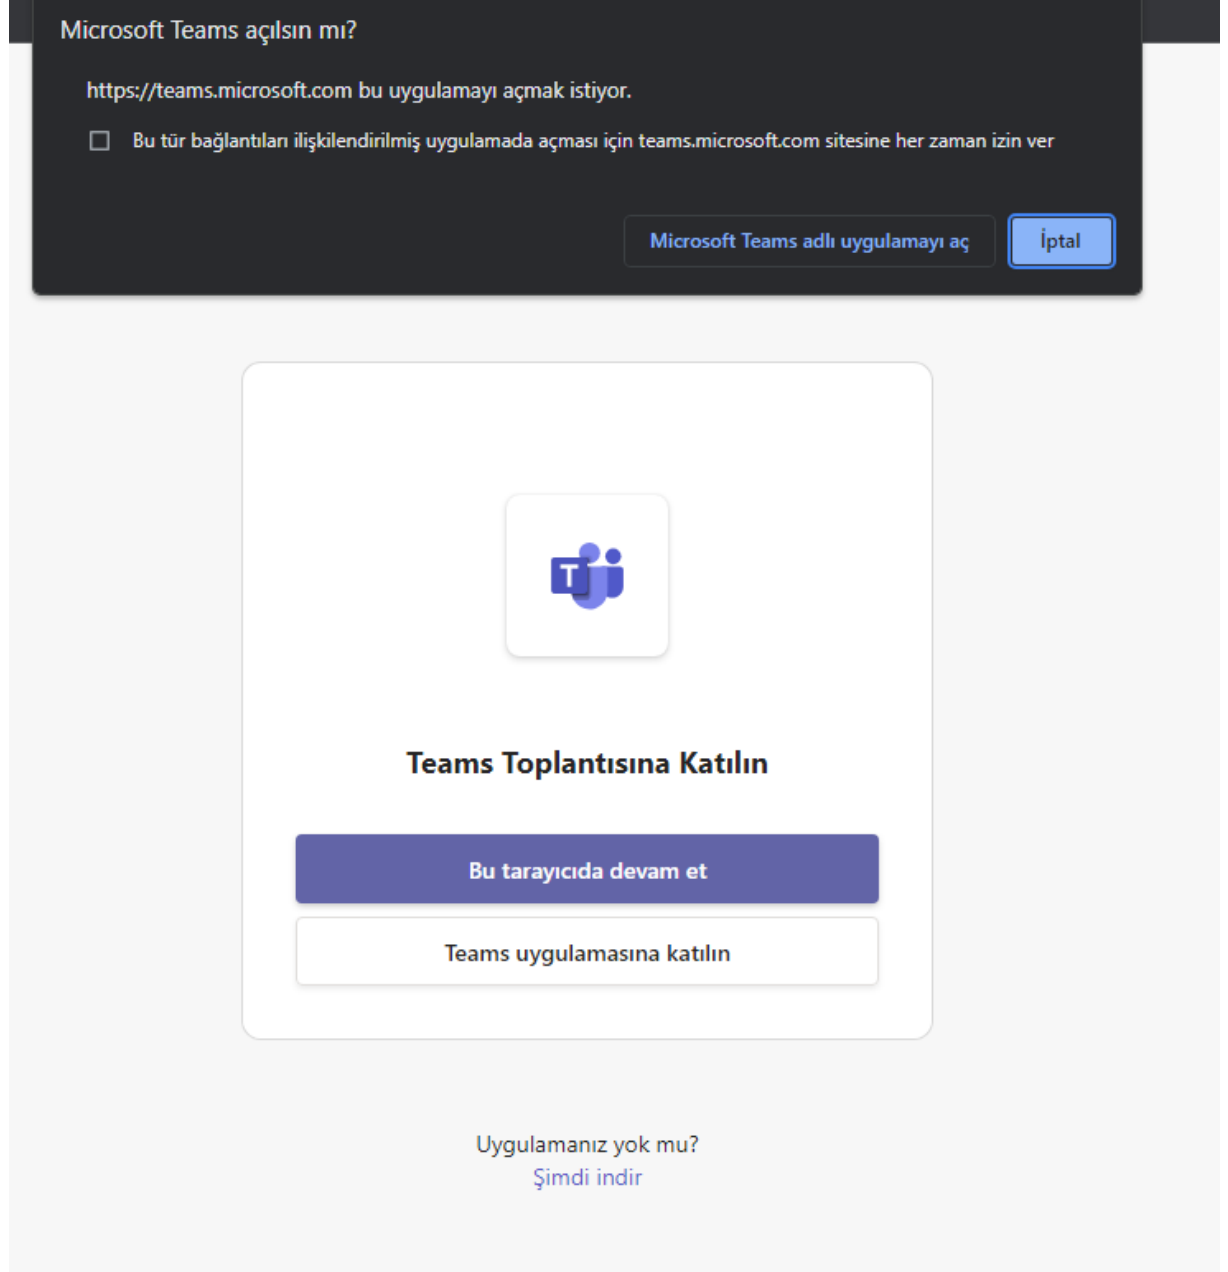 Microsoft Teams açılsın mı?
https://teams.microsoft.com bu uygulamayı açmak istiyor.
Bu tür bağlantıları ilişkilendirilmiş uygulamada açması için teams.microsoft.com sitesine her zaman izin ver
Microsoft Teams adlı uygulamayı aç
İptal
T
Teams Toplantısına Katılın
Bu tarayıcıda devam et
Teams uygulamasına katılın
Uygulamanız yok mu?
Şimdi indir